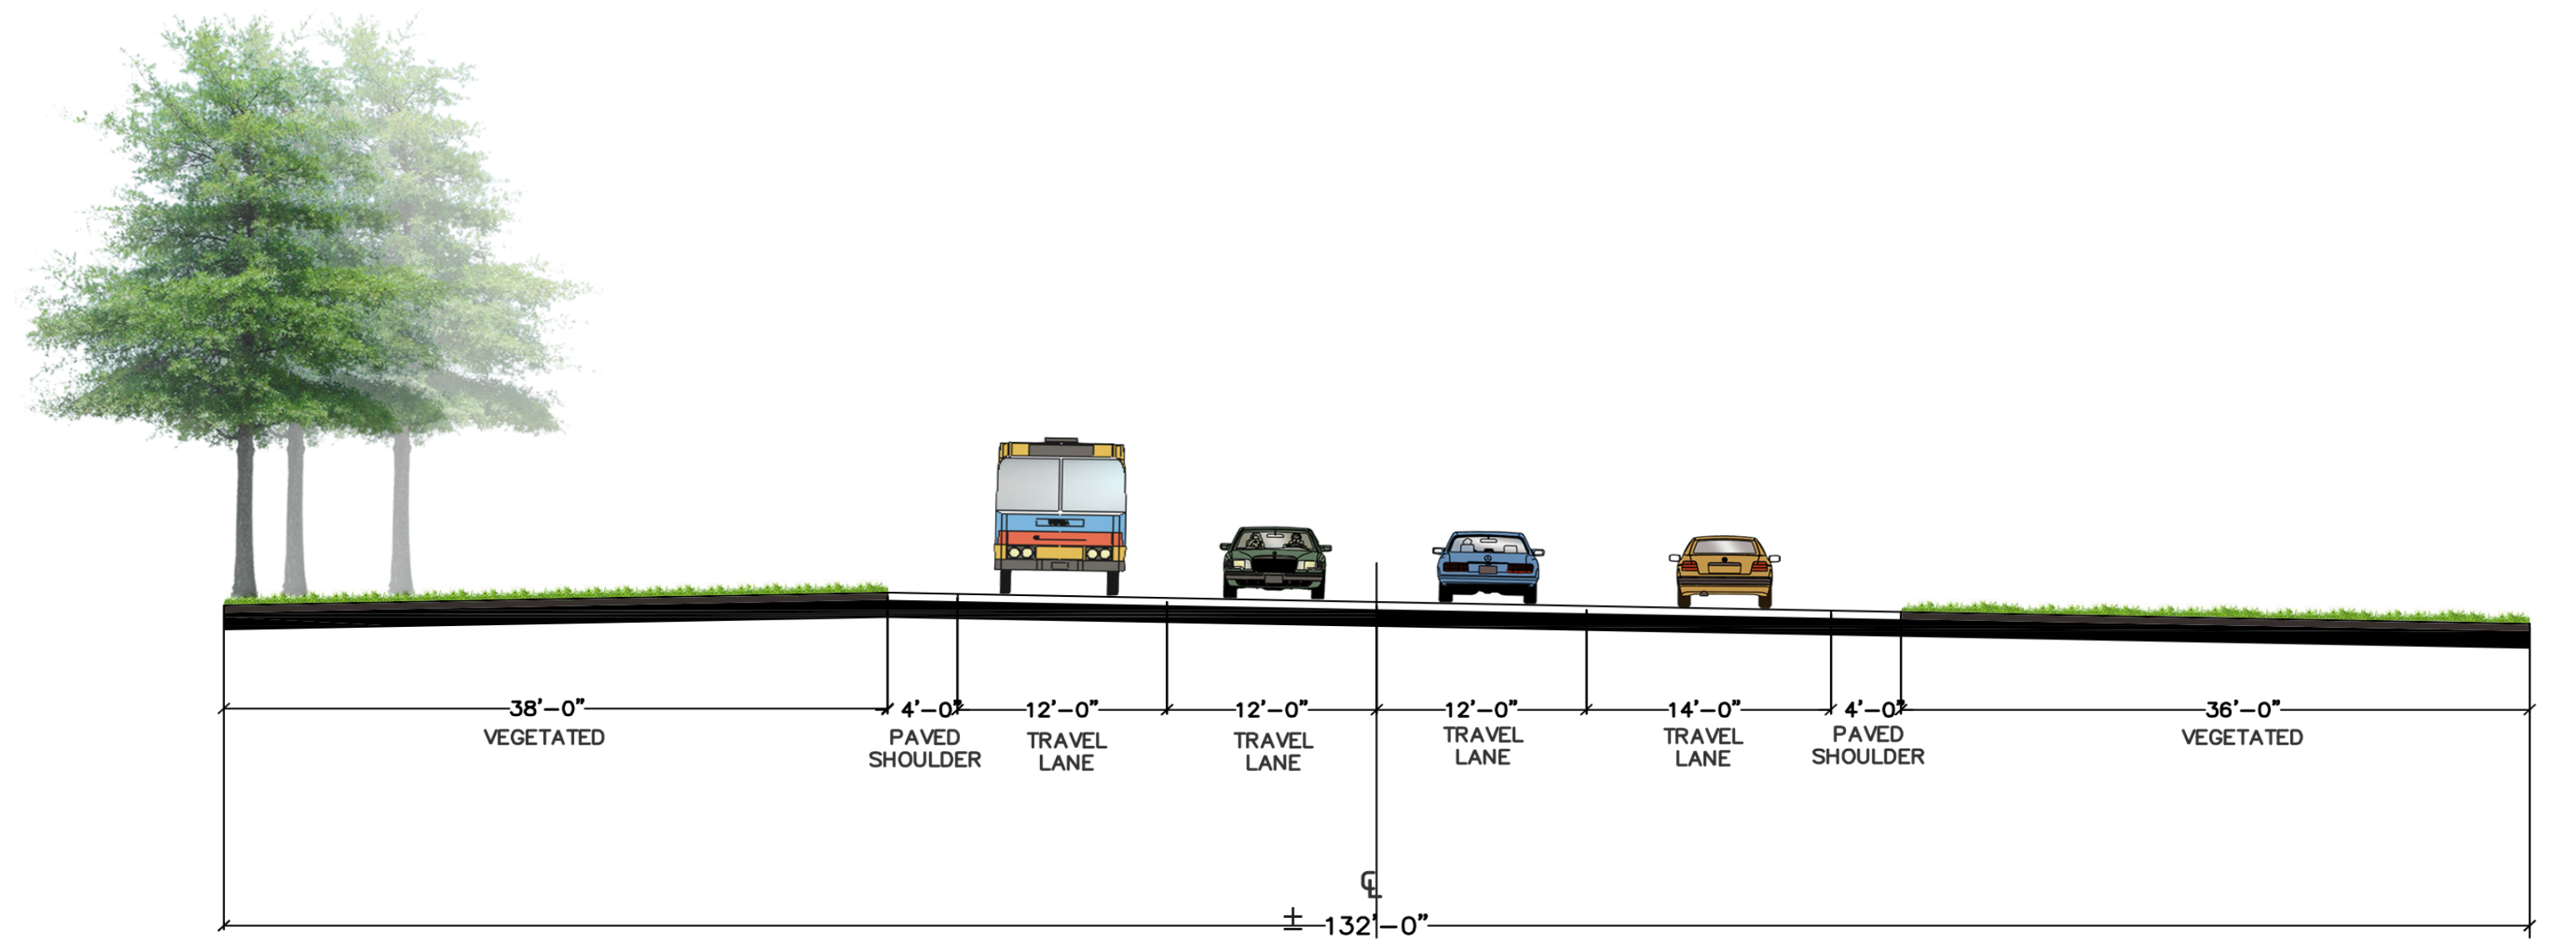 38'-0"
4'-0"
12'-0"
12'-0"
12'-0"
14'-0"
4'-0"
36'-0"
VEGETATED
PAVED
SHOULDER
TRAVEL
LANE
TRAVEL
LANE
TRAVEL
LANE
TRAVEL
LANE
PAVED
SHOULDER
VEGETATED
℄
± 132'-0"